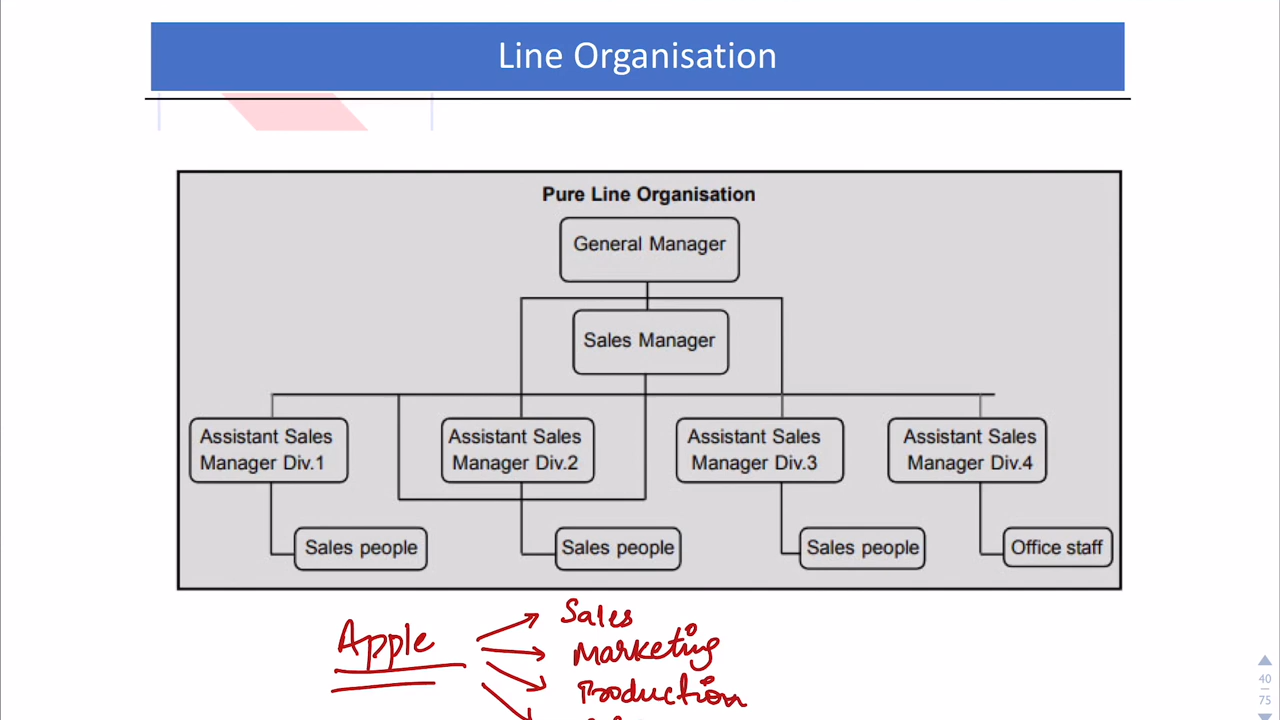 Line Organisation
Pure Line Organisation
General Manager
Sales Manager
Assistant Sales
Manager Div.1
Assistant Sales
Manager Div.2
Assistant Sales
Manager Div.3
Assistant Sales
Manager Div.4
Sales people
Sales people
Sales people
Office staff
Apple
Sales
Marketing
Production
40
75